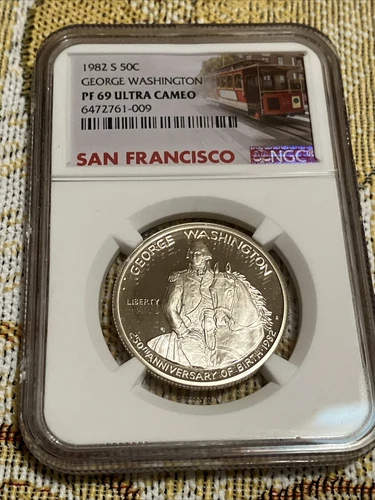 1982 S 50C
GEORGE WASHINGTON
PF 69 ULTRA CAMEO
6472761-009
SAN FRANCISCO
NGC
GEORGE WASHINGTON
LIBERTY
250TH ANNIVERSARY OF BIRTH 1982